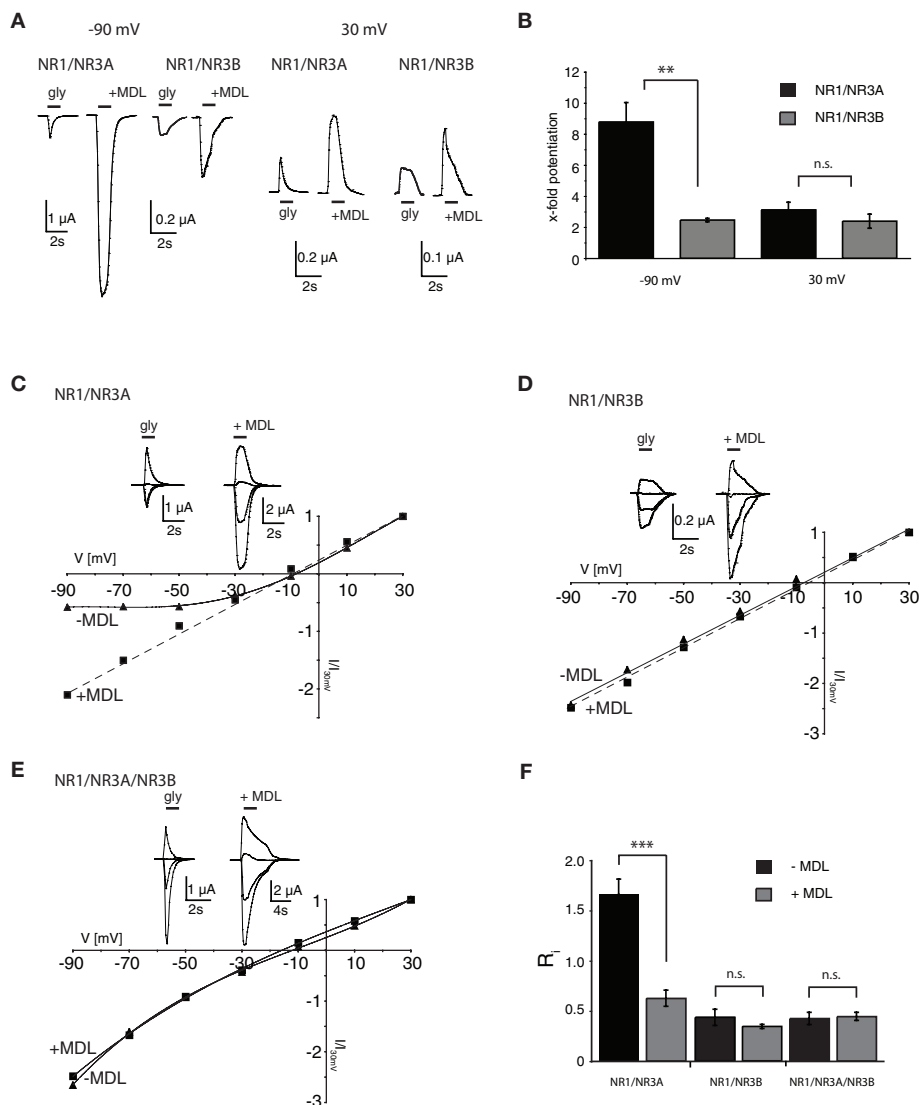 A
-90 mV
30 mV
NR1/NR3A
NR1/NR3B
NR1/NR3A
NR1/NR3B
gly
+MDL
gly
+MDL
gly
+MDL
gly
+MDL
1 µA
2s
0.2 µA
2s
0.2 µA
2s
0.1 µA
2s
B
x-fold potentiation
12
10
8
6
4
2
0
**
n.s.
NR1/NR3A
NR1/NR3B
-90 mV
30 mV
C
NR1/NR3A
gly
+ MDL
1 µA
2s
2 µA
2s
V [mV]
-90 -70 -50 -30 -10 10 30
1
-1
-2
I/I30mV
-MDL
+MDL
D
NR1/NR3B
gly
+ MDL
0.2 µA
2s
V [mV]
-90 -70 -50 -30 -10 10 30
1
-1
-2
-3
I/I30mV
-MDL
+MDL
E
NR1/NR3A/NR3B
gly
+ MDL
1 µA
2s
2 µA
4s
V [mV]
-90 -70 -50 -30 -10 10 30
1
-1
-2
-3
I/I30mV
+MDL
-MDL
F
Ri
2.0
1.5
1.0
0.5
0
***
n.s.
n.s.
- MDL
+ MDL
NR1/NR3A
NR1/NR3B
NR1/NR3A/NR3B